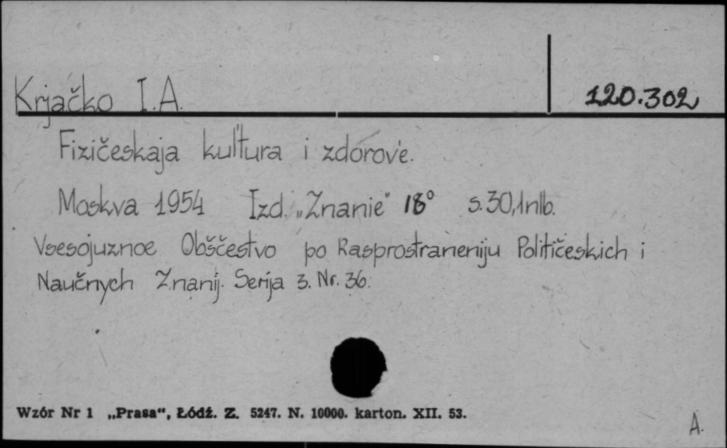 Krjačko I.A.
120.302
Fizičeskaja kul'tura i zdorov'e.
Moskva 1954 Izd. „Znanie" 18° s.30,1nlb.
Vsesojuznoe Obščestvo po Rasprostraneniju Političeskich i
Naučnych Znanij. Serija 3. Nr. 36.
Wzór Nr 1 „Prasa“, Łódź. Z. 5247. N. 10000. karton. XII. 53.
A.